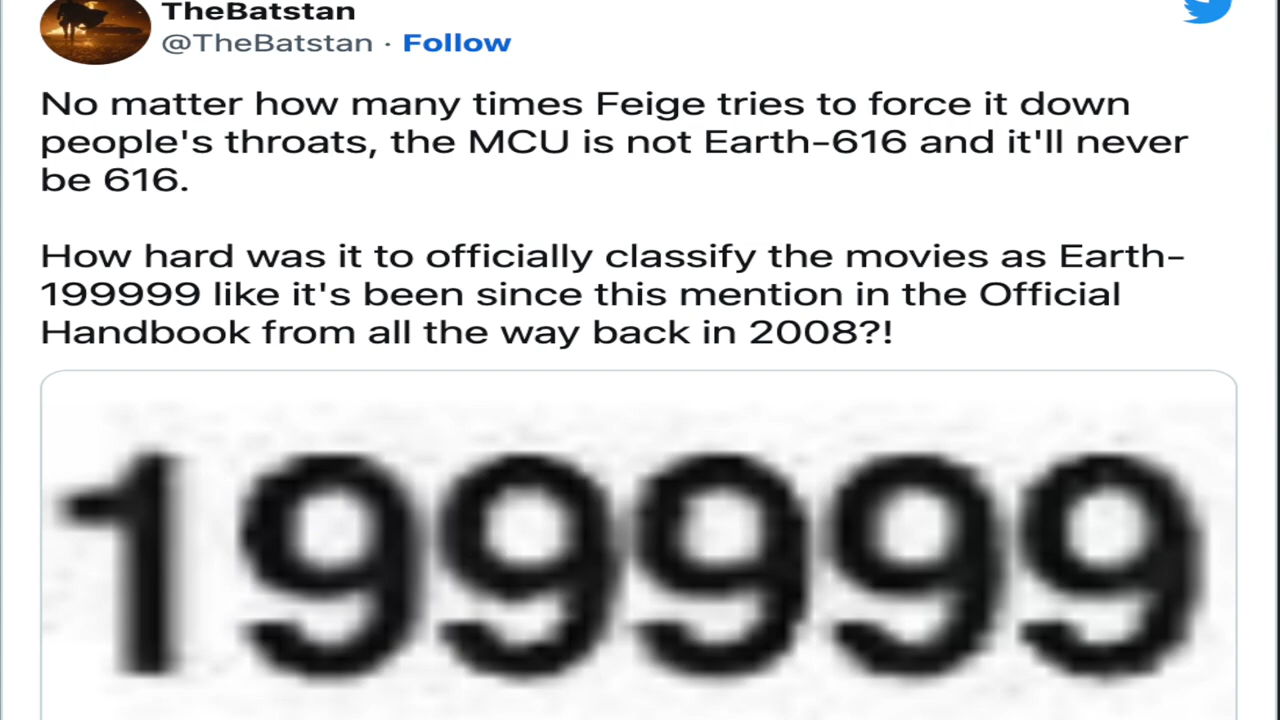 TheBatstan
@TheBatstan · Follow
No matter how many times Feige tries to force it down
people's throats, the MCU is not Earth-616 and it'll never
be 616.
How hard was it to officially classify the movies as Earth-
199999 like it's been since this mention in the Official
Handbook from all the way back in 2008?!
199999